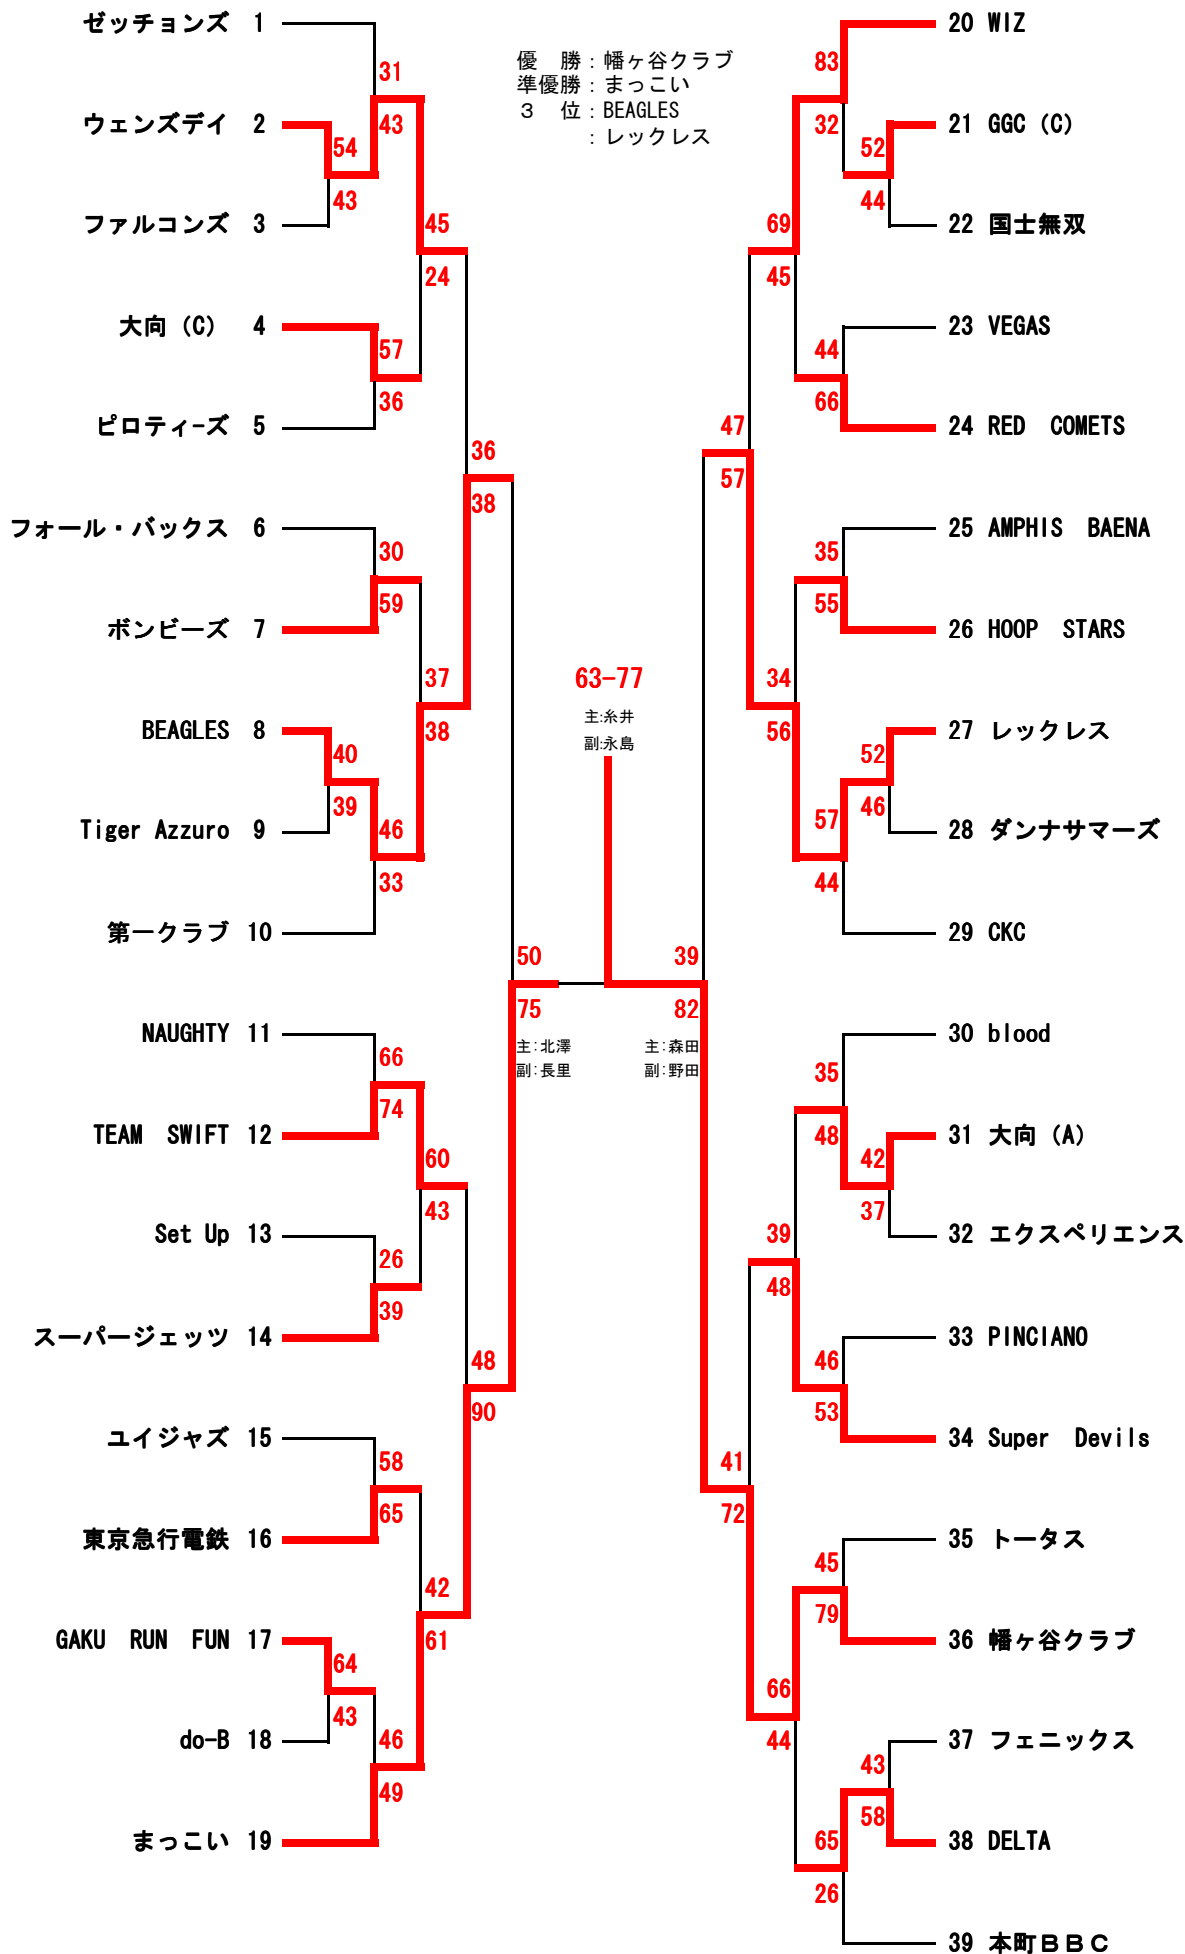 優　勝：幡ヶ谷クラブ
準優勝：まっこい
３　位：BEAGLES
：レックレス
ゼッチョンズ 1
31
43
ウェンズデイ 2
54
43
ファルコンズ 3
45
24
大向（C） 4
57
36
ピロティ−ズ 5
36
38
フォール・バックス 6
30
59
ボンビーズ 7
37
38
BEAGLES 8
40
39
Tiger Azzuro 9
46
33
第一クラブ 10
50
75
主:北澤
副:長里
NAUGHTY 11
66
74
TEAM SWIFT 12
60
43
Set Up 13
26
39
スーパージェッツ 14
48
90
ユイジャズ 15
58
65
東京急行電鉄 16
42
61
GAKU RUN FUN 17
64
43
do-B 18
46
49
まっこい 19
63−77
主:糸井
副:永島
20 WIZ
83
32
21 GGC（C）
52
44
22 国士無双
69
45
23 VEGAS
44
66
24 RED COMETS
47
57
25 AMPHIS BAENA
35
55
26 HOOP STARS
34
56
27 レックレス
52
46
28 ダンナサマーズ
57
44
29 CKC
39
82
主:森田
副:野田
30 blood
35
48
31 大向（A）
42
37
32 エクスペリエンス
39
48
33 PINCIANO
46
53
34 Super Devils
41
72
35 トータス
45
79
36 幡ヶ谷クラブ
66
44
37 フェニックス
43
58
38 DELTA
65
26
39 本町ＢＢＣ